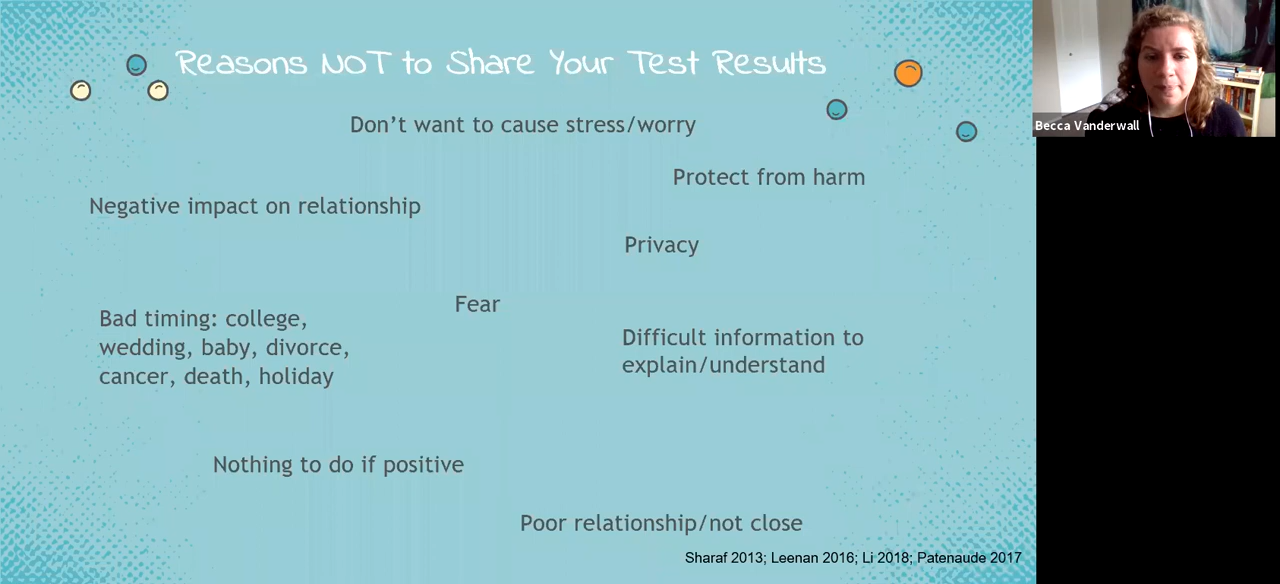 Reasons NOT to Share Your Test Results
Becca Vanderwall
Don't want to cause stress/worry
Protect from harm
Negative impact on relationship
Privacy
Fear
Bad timing: college,
wedding, baby, divorce,
cancer, death, holiday
Difficult information to
explain/understand
Nothing to do if positive
Poor relationship/not close
Sharaf 2013; Leenan 2016; Li 2018; Patenaude 2017